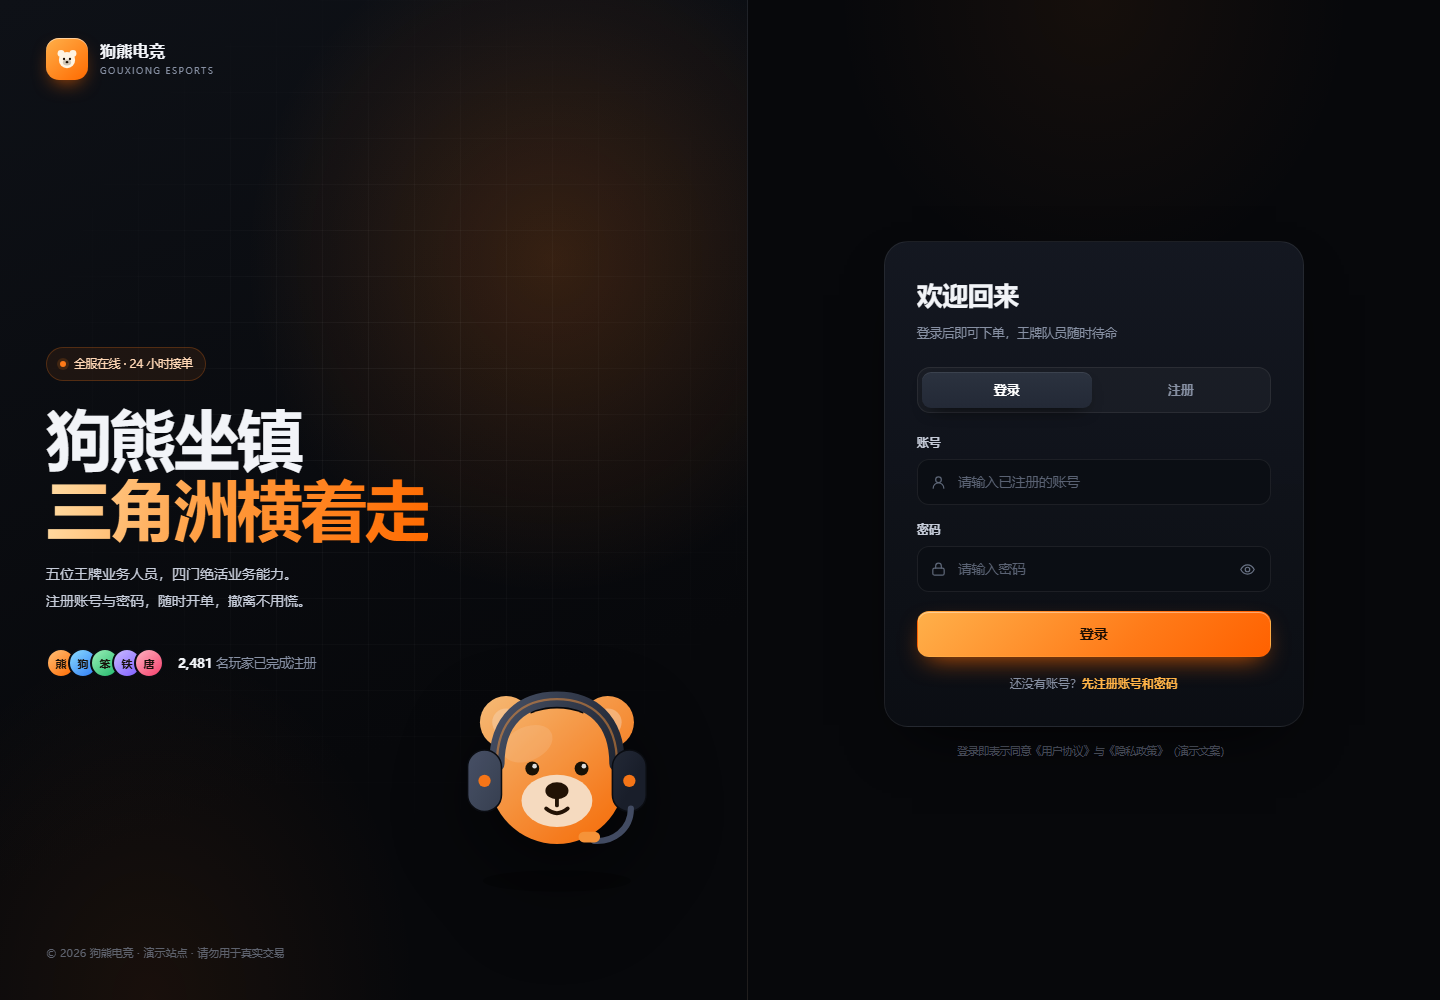 狗熊电竞
GOUXIONG ESPORTS
全服在线 · 24 小时接单
狗熊坐镇
三角洲横着走
五位王牌业务人员，四门绝活业务能力。
注册账号与密码，随时开单，撤离不用慌。
熊 狗 笨 铁 唐 2,481 名玩家已完成注册
© 2026 狗熊电竞 · 演示站点 · 请勿用于真实交易
欢迎回来
登录后即可下单，王牌队员随时待命
登录 注册
账号
请输入已注册的账号
密码
请输入密码
登录
还没有账号？先注册账号和密码
登录即表示同意《用户协议》与《隐私政策》（演示文案）